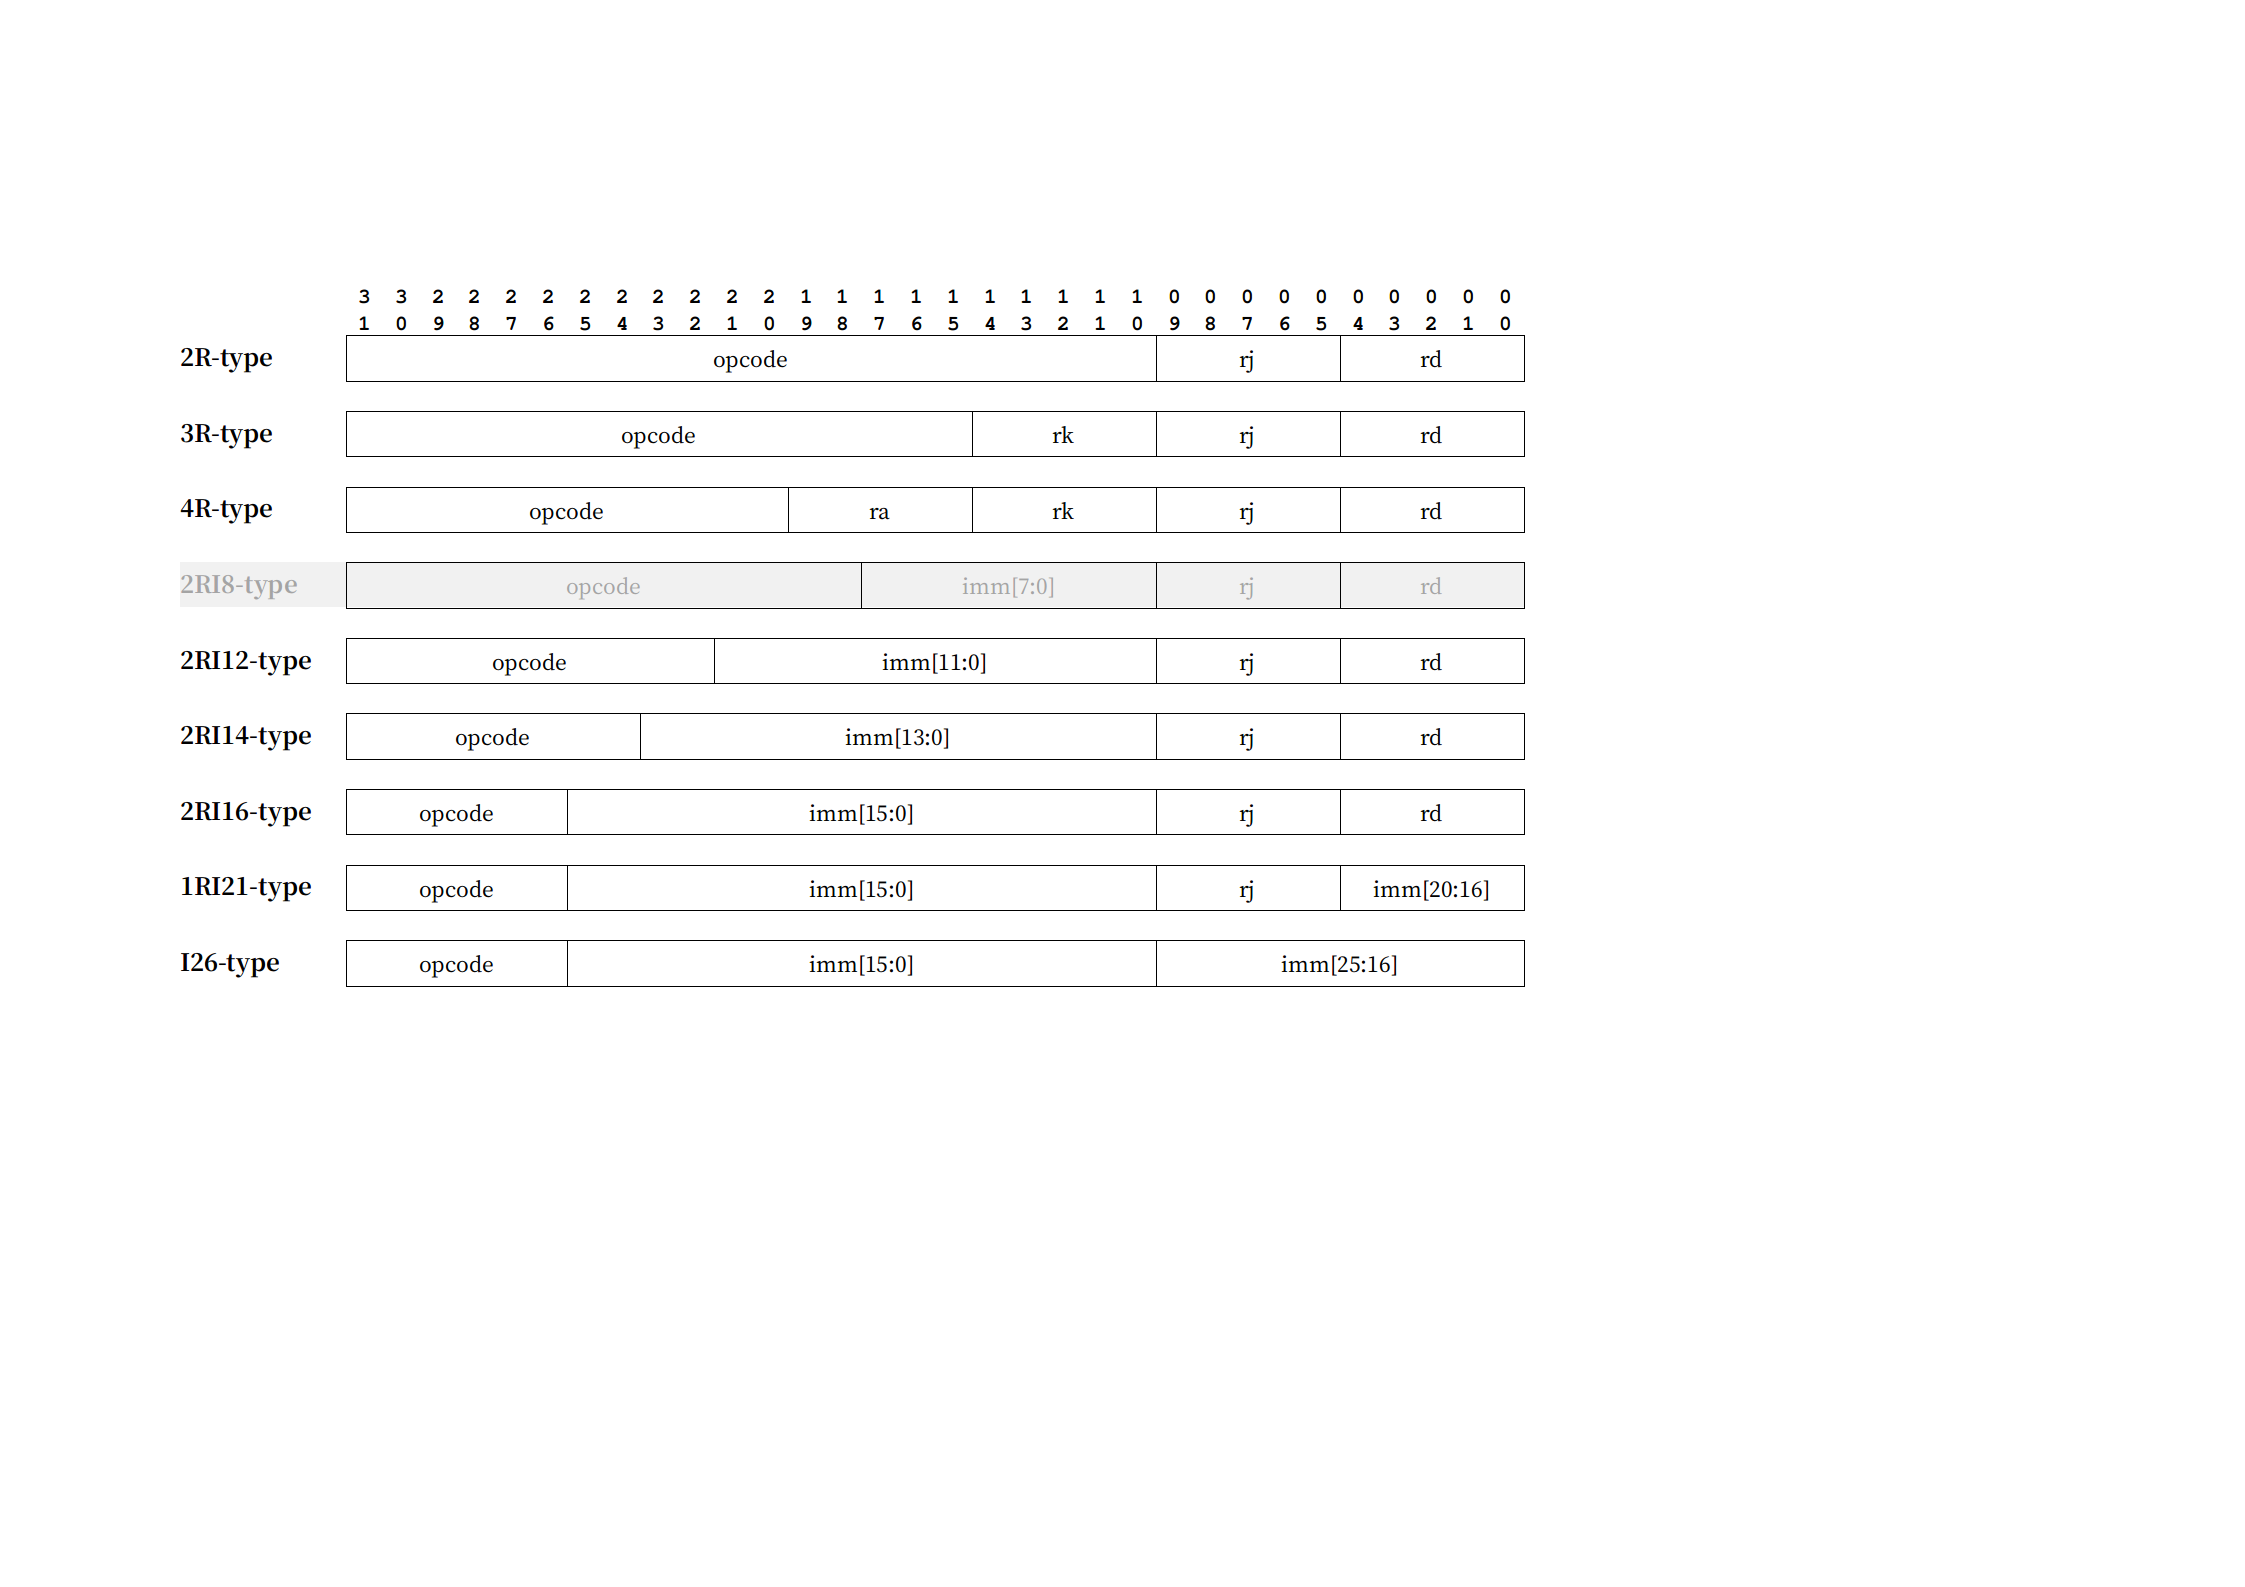 3 3 2 2 2 2 2 2 2 2 2 2 1 1 1 1 1 1 1 1 1 1 0 0 0 0 0 0 0 0 0 0
1 0 9 8 7 6 5 4 3 2 1 0 9 8 7 6 5 4 3 2 1 0 9 8 7 6 5 4 3 2 1 0
2R-type opcode rj rd
3R-type opcode rk rj rd
4R-type opcode ra rk rj rd
2RI8-type opcode imm[7:0] rj rd
2RI12-type opcode imm[11:0] rj rd
2RI14-type opcode imm[13:0] rj rd
2RI16-type opcode imm[15:0] rj rd
1RI21-type opcode imm[15:0] rj imm[20:16]
I26-type opcode imm[15:0] imm[25:16]